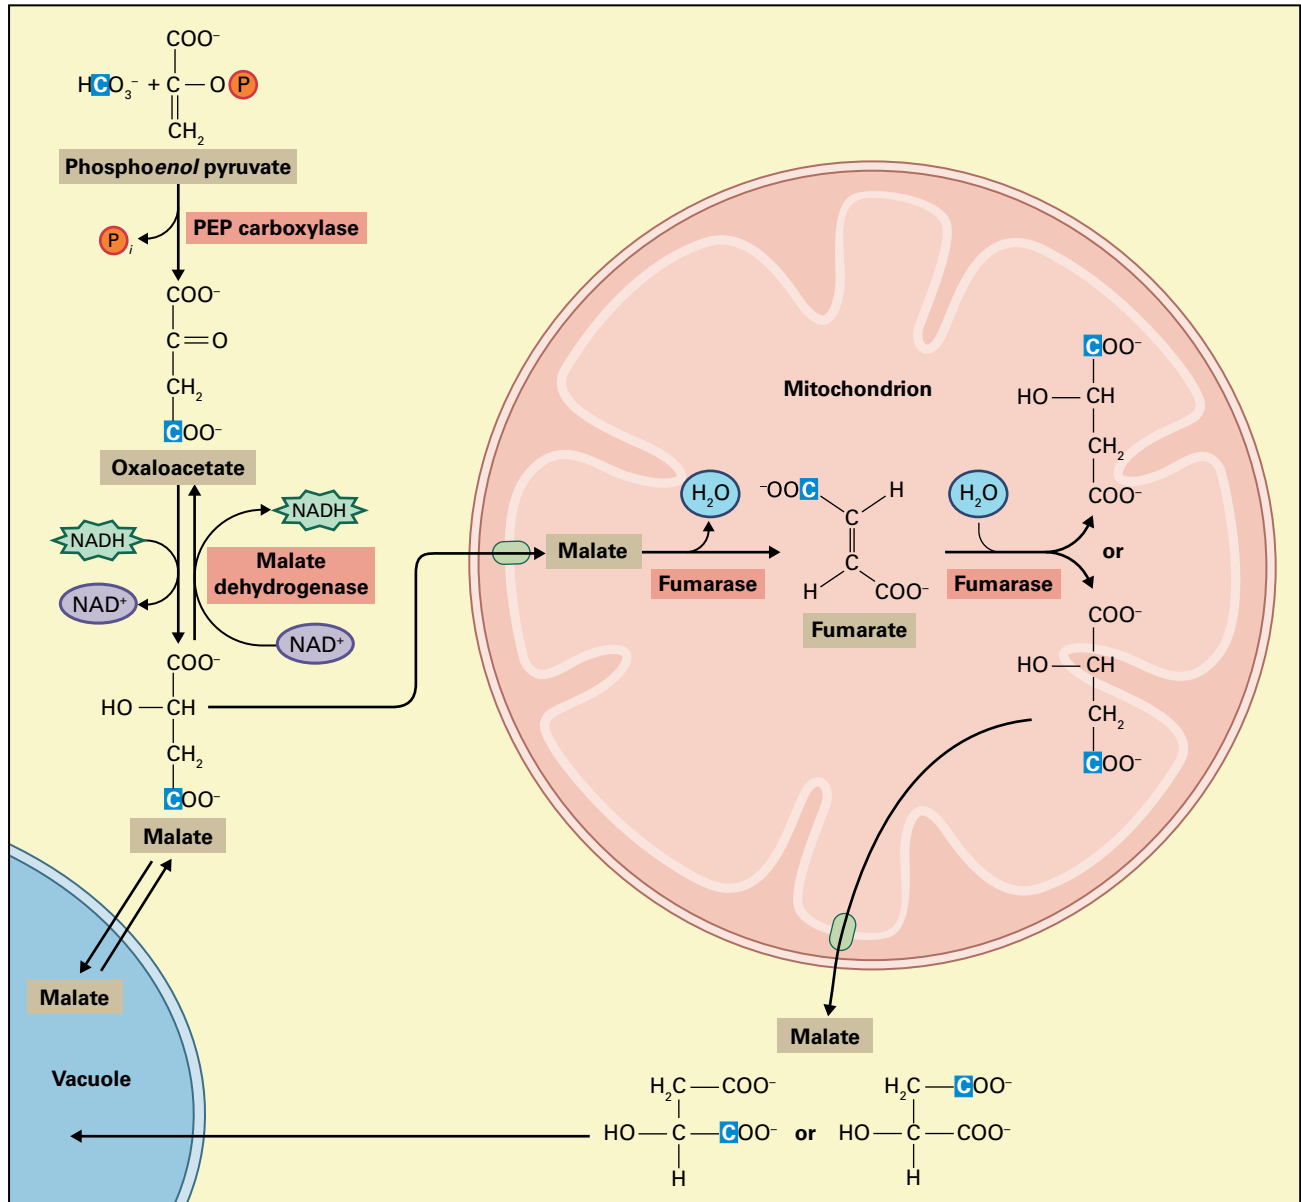 COO⁻
HCO₃⁻ + C — O P
CH₂
Phosphoenol pyruvate
PEP carboxylase
P i
COO⁻
C = O
CH₂
COO⁻
Oxaloacetate
NADH
NADH
Malate
dehydrogenase
NAD⁺
NAD⁺
COO⁻
HO — CH
CH₂
COO⁻
Malate
Malate
Vacuole
Mitochondrion
Malate
H₂O
Fumarase
⁻OOC
H
C
C
H
COO⁻
Fumarate
H₂O
Fumarase
COO⁻
HO — CH
CH₂
COO⁻
or
COO⁻
HO — CH
CH₂
COO⁻
Malate
H₂C — COO⁻
HO — C — COO⁻
H
or
H₂C — COO⁻
HO — C — COO⁻
H